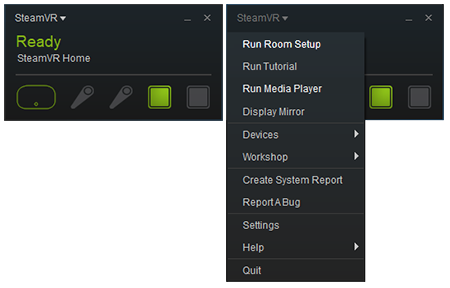 SteamVR
Ready
SteamVR Home
SteamVR
Run Room Setup
Run Tutorial
Run Media Player
Display Mirror
Devices
Workshop
Create System Report
Report A Bug
Settings
Help
Quit